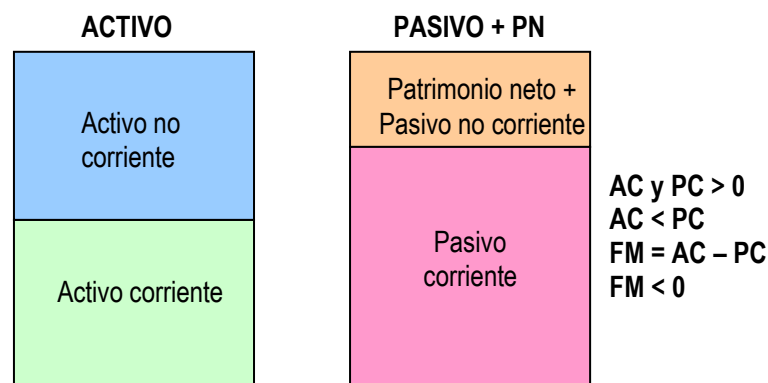 ACTIVO
PASIVO + PN
Activo no
corriente
Activo corriente
Patrimonio neto +
Pasivo no corriente
Pasivo
corriente
AC y PC > 0
AC < PC
FM = AC – PC
FM < 0